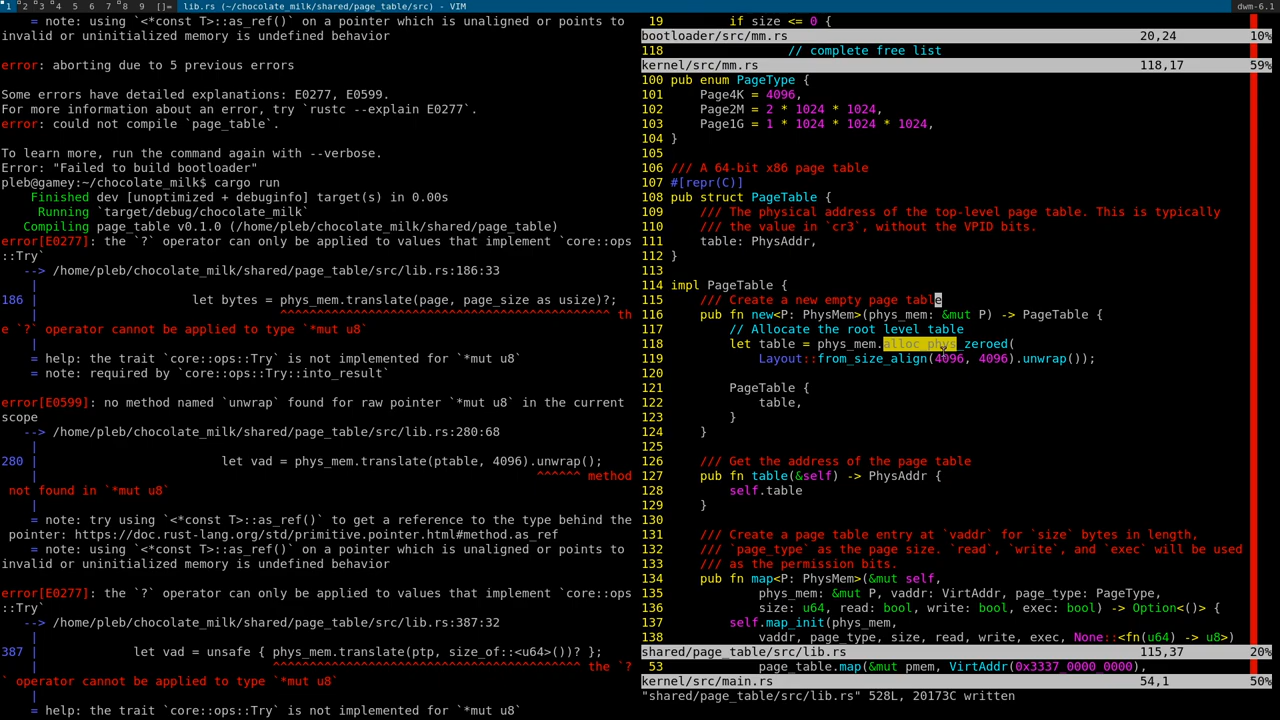 1 2 3 4 5 6 7 8 9 []= lib.rs (~/chocolate_milk/shared/page_table/src) - VIM dwm-6.1
= note: using `<*const T>::as_ref()` on a pointer which is unaligned or points to
invalid or uninitialized memory is undefined behavior
error: aborting due to 5 previous errors
Some errors have detailed explanations: E0277, E0599.
For more information about an error, try `rustc --explain E0277`.
error: could not compile `page_table`.
To learn more, run the command again with --verbose.
Error: "Failed to build bootloader"
pleb@gamey:~/chocolate_milk$ cargo run
Finished dev [unoptimized + debuginfo] target(s) in 0.00s
Running `target/debug/chocolate_milk`
Compiling page_table v0.1.0 (/home/pleb/chocolate_milk/shared/page_table)
error[E0277]: the `?` operator can only be applied to values that implement `core::ops
::Try`
--> /home/pleb/chocolate_milk/shared/page_table/src/lib.rs:186:33
|
186 | let bytes = phys_mem.translate(page, page_size as usize)?;
| ^^^^^^^^^^^^^^^^^^^^^^^^^^^^^^^^^^^^^^^^^^^^ th
e `?` operator cannot be applied to type `*mut u8`
|
= help: the trait `core::ops::Try` is not implemented for `*mut u8`
= note: required by `core::ops::Try::into_result`
error[E0599]: no method named `unwrap` found for raw pointer `*mut u8` in the current
scope
--> /home/pleb/chocolate_milk/shared/page_table/src/lib.rs:280:68
|
280 | let vad = phys_mem.translate(ptable, 4096).unwrap();
| ^^^^^^ method
not found in `*mut u8`
|
= note: try using `<*const T>::as_ref()` to get a reference to the type behind the
pointer: https://doc.rust-lang.org/std/primitive.pointer.html#method.as_ref
= note: using `<*const T>::as_ref()` on a pointer which is unaligned or points to
invalid or uninitialized memory is undefined behavior
error[E0277]: the `?` operator can only be applied to values that implement `core::ops
::Try`
--> /home/pleb/chocolate_milk/shared/page_table/src/lib.rs:387:32
|
387 | let vad = unsafe { phys_mem.translate(ptp, size_of::<u64>())? };
| ^^^^^^^^^^^^^^^^^^^^^^^^^^^^^^^^^^^^^^^^^ the `?
` operator cannot be applied to type `*mut u8`
|
= help: the trait `core::ops::Try` is not implemented for `*mut u8`
19 if size <= 0 {
bootloader/src/mm.rs 20,24 10%
118 // complete free list
kernel/src/mm.rs 118,17 59%
100 pub enum PageType {
101 Page4K = 4096,
102 Page2M = 2 * 1024 * 1024,
103 Page1G = 1 * 1024 * 1024 * 1024,
104 }
105
106 /// A 64-bit x86 page table
107 #[repr(C)]
108 pub struct PageTable {
109 /// The physical address of the top-level page table. This is typically
110 /// the value in `cr3`, without the VPID bits.
111 table: PhysAddr,
112 }
113
114 impl PageTable {
115 /// Create a new empty page table
116 pub fn new<P: PhysMem>(phys_mem: &mut P) -> PageTable {
117 // Allocate the root level table
118 let table = phys_mem.alloc_phys_zeroed(
119 Layout::from_size_align(4096, 4096).unwrap());
120
121 PageTable {
122 table,
123 }
124 }
125
126 /// Get the address of the page table
127 pub fn table(&self) -> PhysAddr {
128 self.table
129 }
130
131 /// Create a page table entry at `vaddr` for `size` bytes in length,
132 /// `page_type` as the page size. `read`, `write`, and `exec` will be used
133 /// as the permission bits.
134 pub fn map<P: PhysMem>(&mut self,
135 phys_mem: &mut P, vaddr: VirtAddr, page_type: PageType,
136 size: u64, read: bool, write: bool, exec: bool) -> Option<()> {
137 self.map_init(phys_mem,
138 vaddr, page_type, size, read, write, exec, None::<fn(u64) -> u8>)
shared/page_table/src/lib.rs 115,37 20%
53 page_table.map(&mut pmem, VirtAddr(0x3337_0000_0000),
kernel/src/main.rs 54,1 50%
"shared/page_table/src/lib.rs" 528L, 20173C written